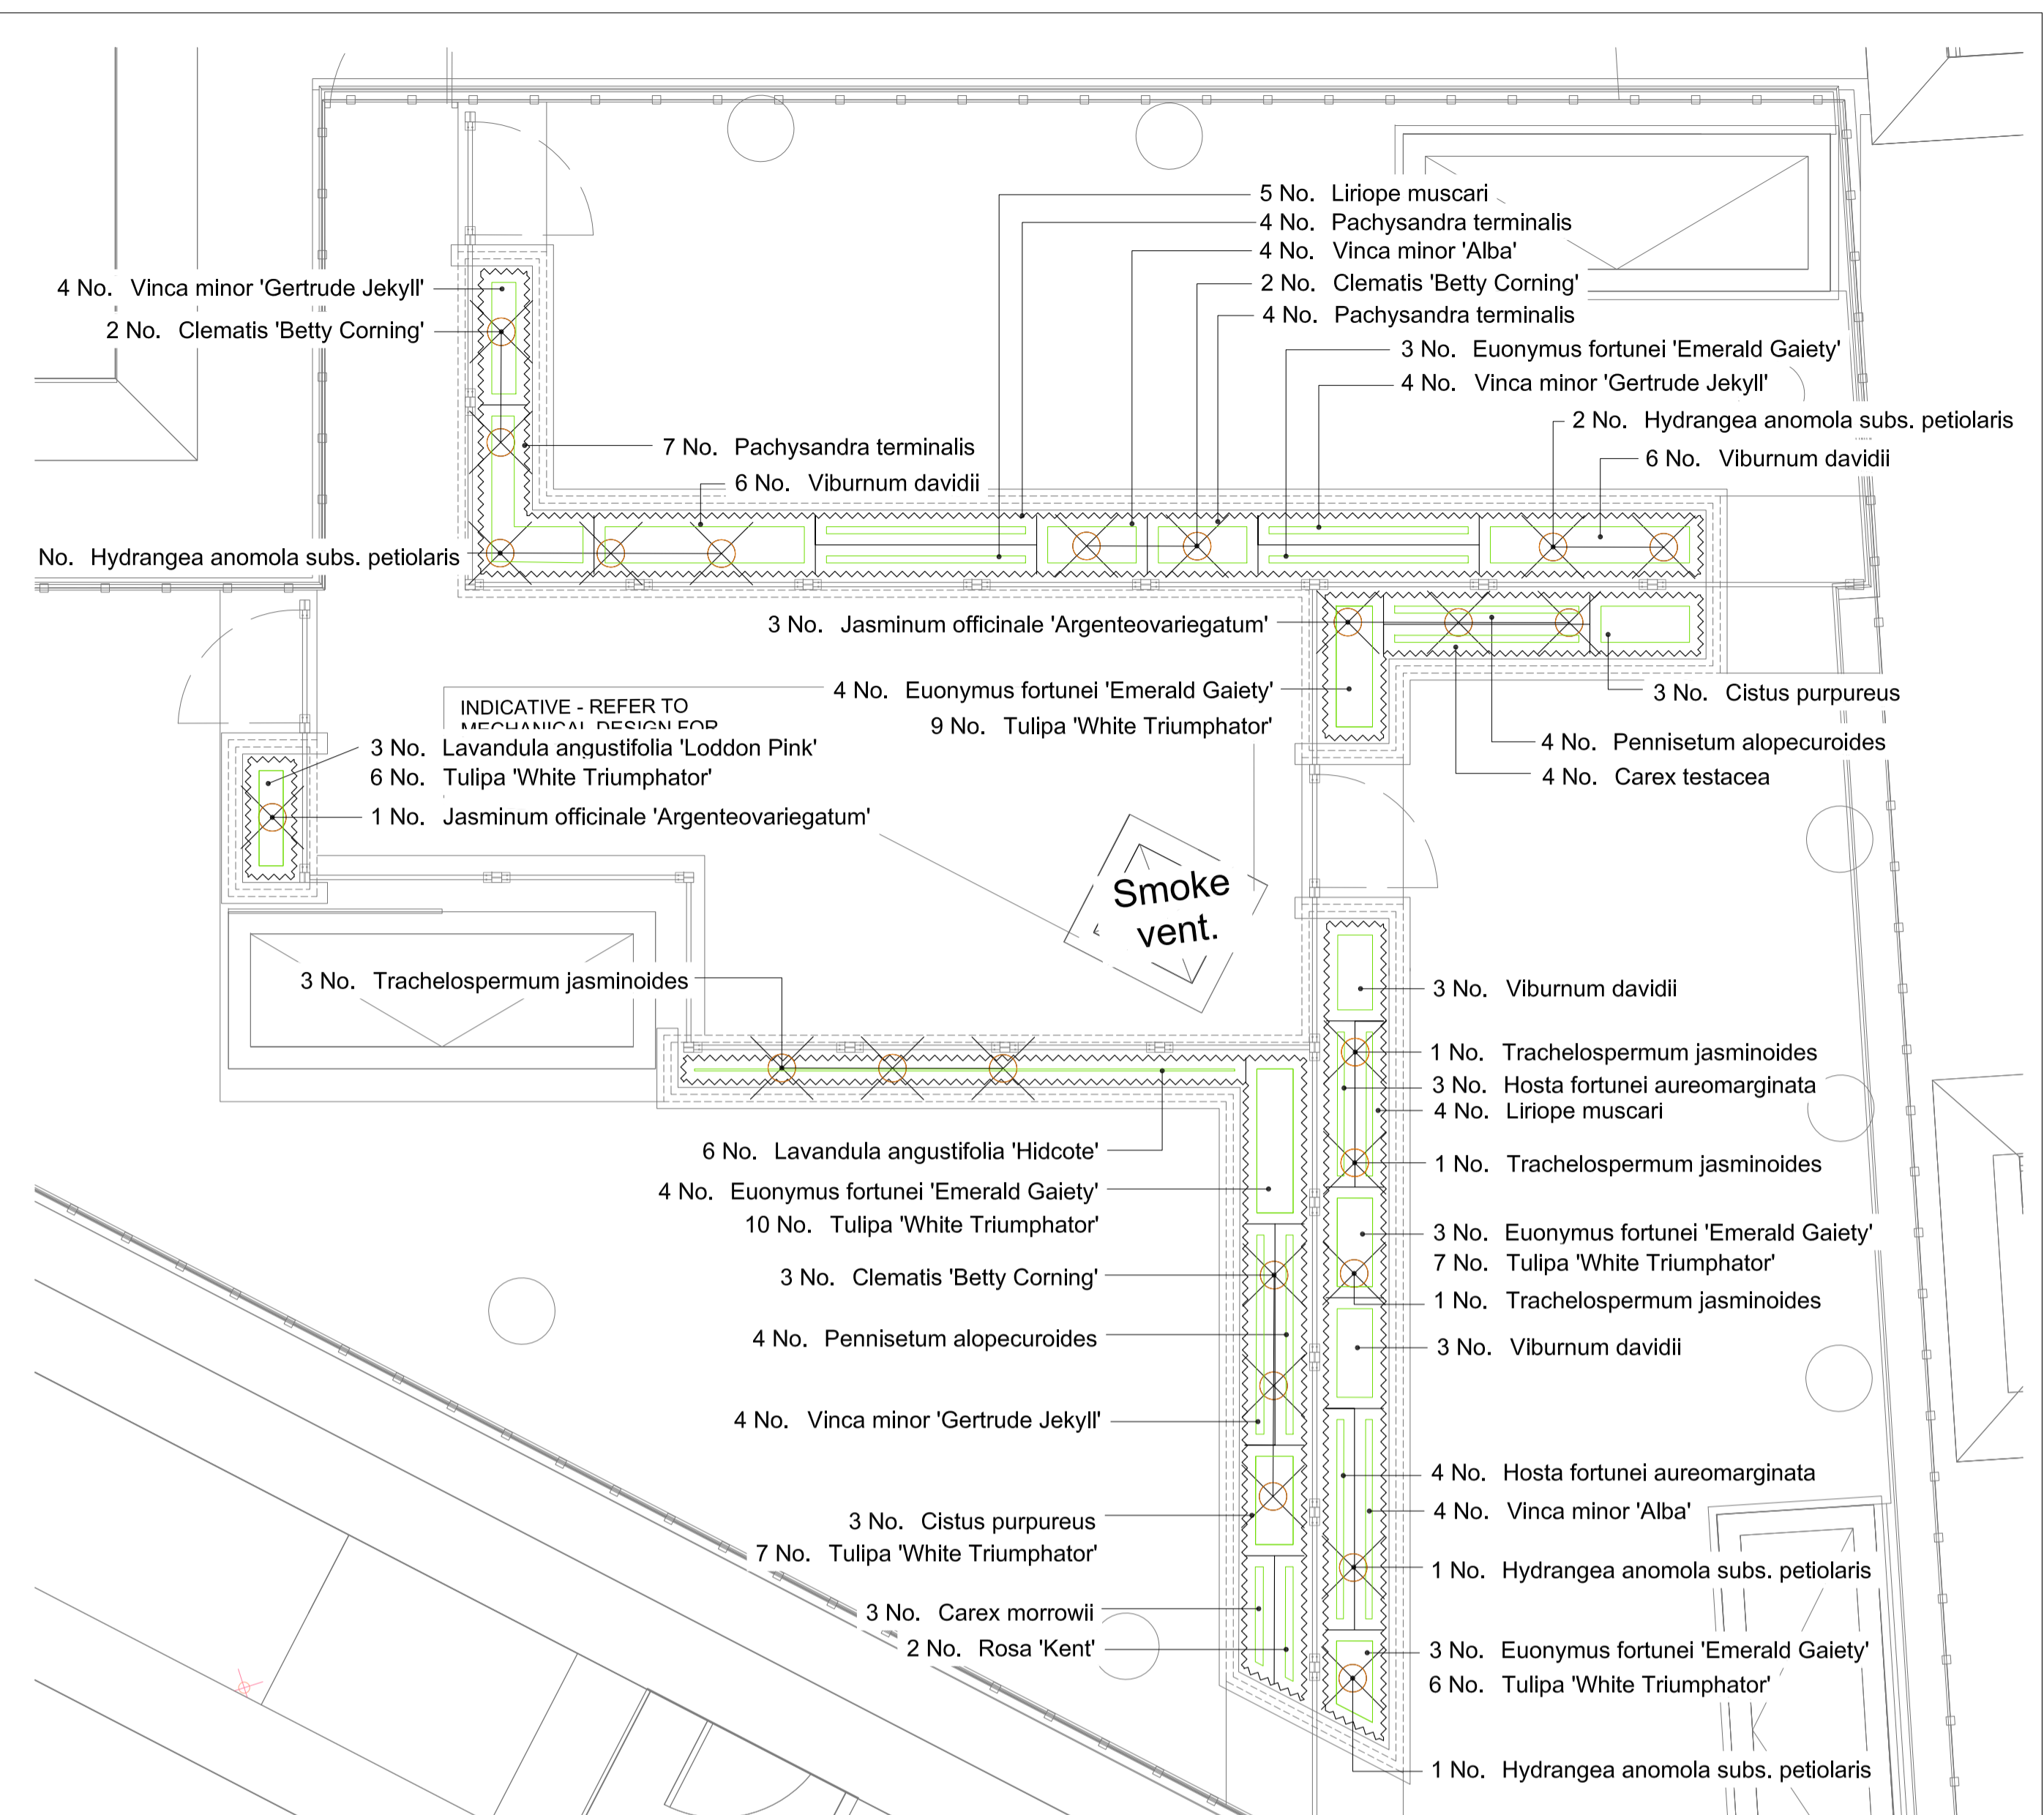 5 No. Liriope muscari
4 No. Pachysandra terminalis
4 No. Vinca minor 'Alba'
2 No. Clematis 'Betty Corning'
4 No. Pachysandra terminalis
3 No. Euonymus fortunei 'Emerald Gaiety'
4 No. Vinca minor 'Gertrude Jekyll'
2 No. Hydrangea anomola subs. petiolaris
6 No. Viburnum davidii
4 No. Vinca minor 'Gertrude Jekyll'
2 No. Clematis 'Betty Corning'
7 No. Pachysandra terminalis
6 No. Viburnum davidii
No. Hydrangea anomola subs. petiolaris
3 No. Jasminum officinale 'Argenteovariegatum'
4 No. Euonymus fortunei 'Emerald Gaiety'
9 No. Tulipa 'White Triumphator'
3 No. Cistus purpureus
4 No. Pennisetum alopecuroides
4 No. Carex testacea
INDICATIVE - REFER TO
MECHANICAL DESIGN FOR
3 No. Lavandula angustifolia 'Loddon Pink'
6 No. Tulipa 'White Triumphator'
1 No. Jasminum officinale 'Argenteovariegatum'
Smoke
vent.
3 No. Trachelospermum jasminoides
6 No. Lavandula angustifolia 'Hidcote'
4 No. Euonymus fortunei 'Emerald Gaiety'
10 No. Tulipa 'White Triumphator'
3 No. Clematis 'Betty Corning'
4 No. Pennisetum alopecuroides
4 No. Vinca minor 'Gertrude Jekyll'
3 No. Cistus purpureus
7 No. Tulipa 'White Triumphator'
3 No. Carex morrowii
2 No. Rosa 'Kent'
3 No. Viburnum davidii
1 No. Trachelospermum jasminoides
3 No. Hosta fortunei aureomarginata
4 No. Liriope muscari
1 No. Trachelospermum jasminoides
3 No. Euonymus fortunei 'Emerald Gaiety'
7 No. Tulipa 'White Triumphator'
1 No. Trachelospermum jasminoides
3 No. Viburnum davidii
4 No. Hosta fortunei aureomarginata
4 No. Vinca minor 'Alba'
1 No. Hydrangea anomola subs. petiolaris
3 No. Euonymus fortunei 'Emerald Gaiety'
6 No. Tulipa 'White Triumphator'
1 No. Hydrangea anomola subs. petiolaris